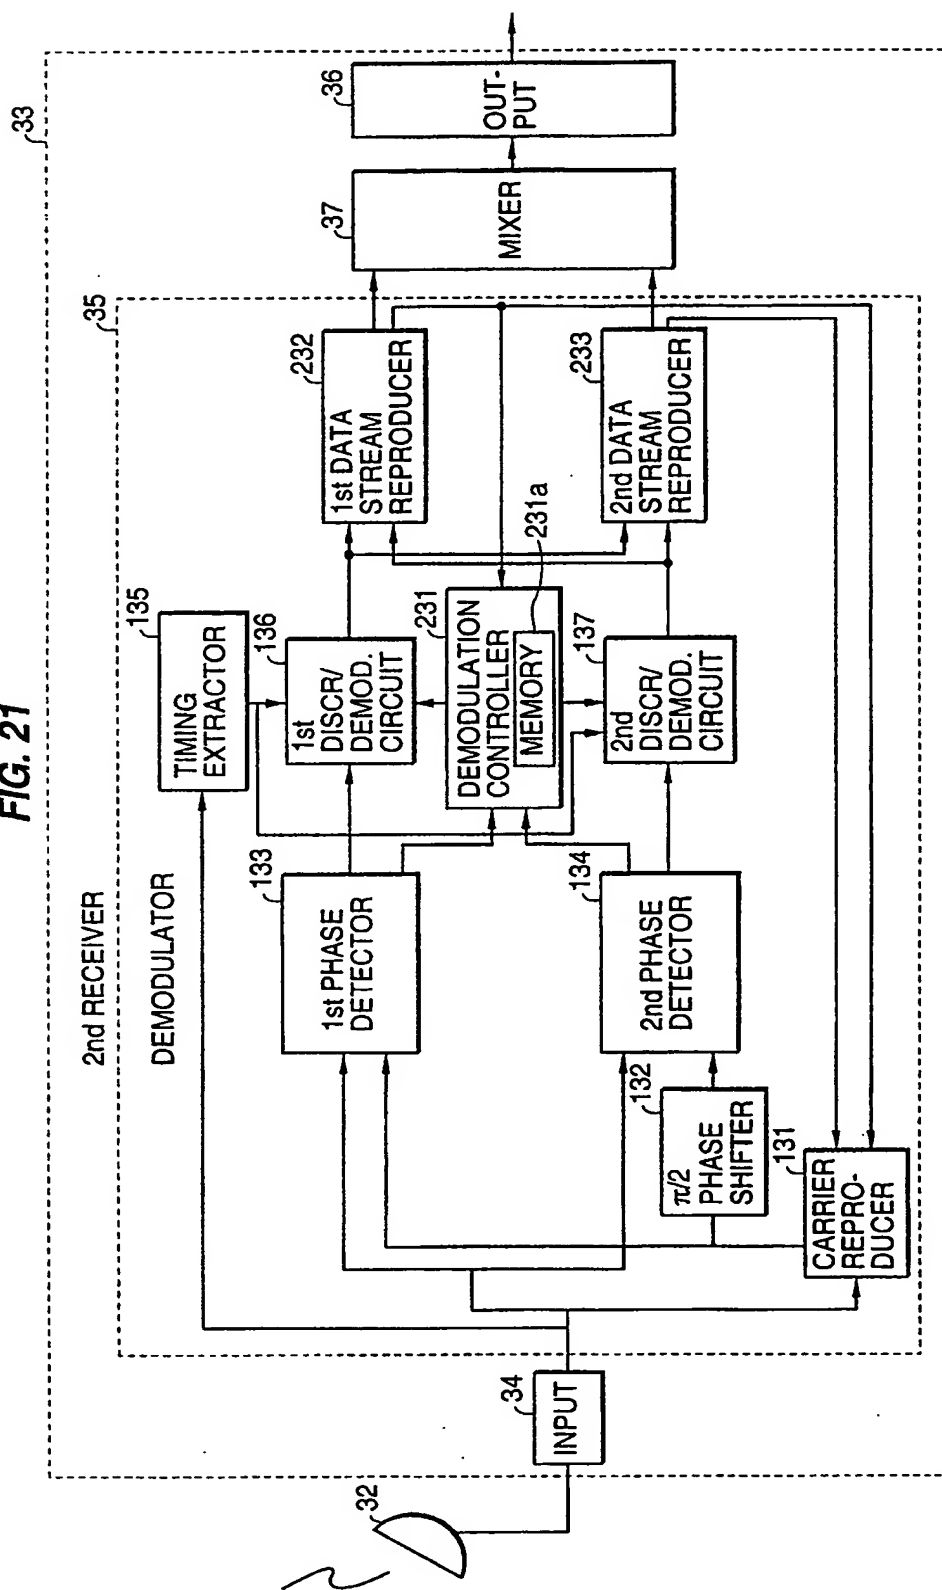 FIG. 21
33
2nd RECEIVER
35
DEMODULATOR
32
34
INPUT
135
TIMING
EXTRACTOR
133
1st PHASE
DETECTOR
136
1st
DISCR/
DEMOD.
CIRCUIT
232
1st DATA
STREAM
REPRODUCER
37
MIXER
36
OUT-
PUT
231
DEMODULATION
CONTROLLER
MEMORY
231a
134
2nd PHASE
DETECTOR
137
2nd
DISCR/
DEMOD.
CIRCUIT
233
2nd DATA
STREAM
REPRODUCER
132
π/2
PHASE
SHIFTER
131
CARRIER
REPRO-
DUCER